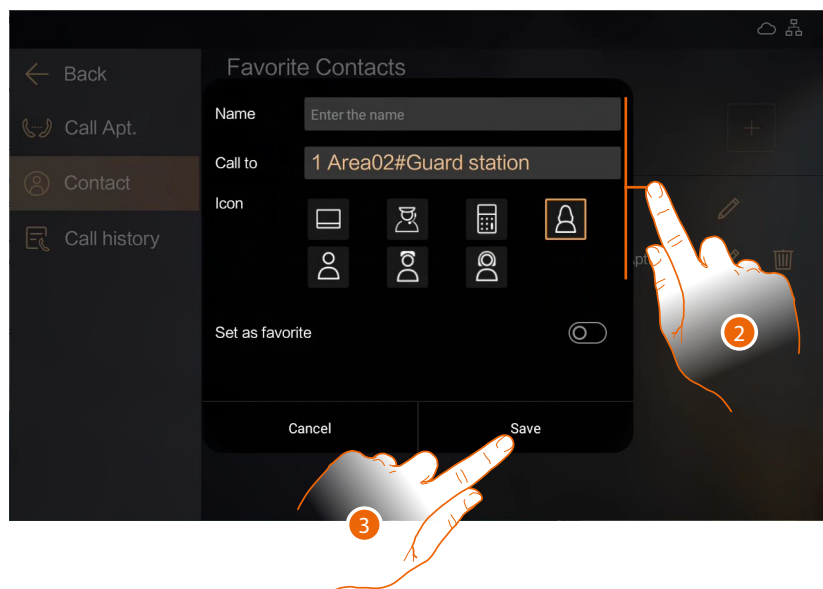 Back
Call Apt.
Contact
Call history
Favorite Contacts
+
Name
Enter the name
Call to
1 Area02#Guard station
Icon
Set as favorite
Cancel
Save
2
3